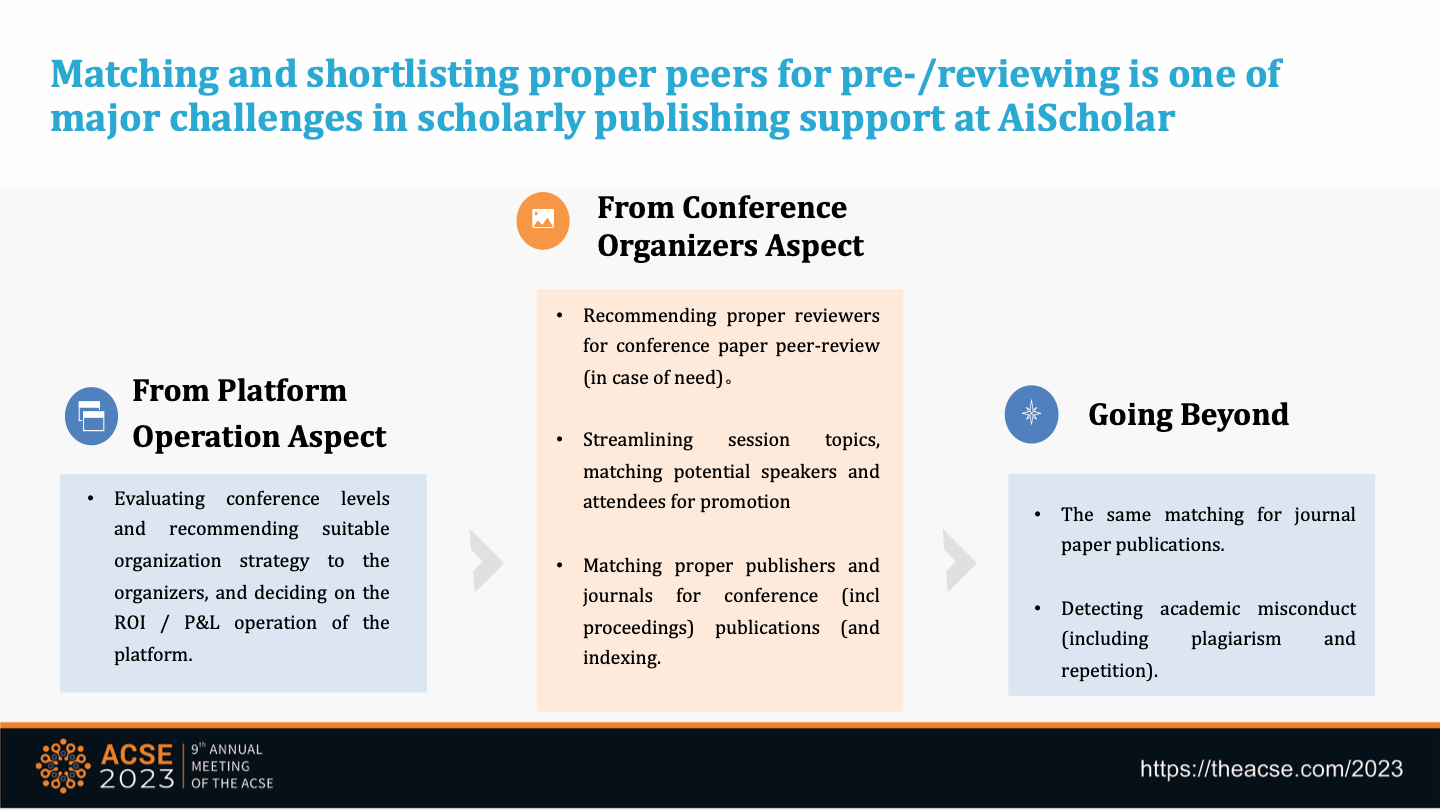 Matching and shortlisting proper peers for pre-/reviewing is one of
major challenges in scholarly publishing support at AiScholar
From Platform
Operation Aspect
• Evaluating conference levels
and recommending suitable
organization strategy to the
organizers, and deciding on the
ROI / P&L operation of the
platform.
From Conference
Organizers Aspect
• Recommending proper reviewers
for conference paper peer-review
(in case of need)。
• Streamlining session topics,
matching potential speakers and
attendees for promotion
• Matching proper publishers and
journals for conference (incl
proceedings) publications (and
indexing.
Going Beyond
• The same matching for journal
paper publications.
• Detecting academic misconduct
(including plagiarism and
repetition).
ACSE
2023
9th ANNUAL
MEETING
OF THE ACSE
https://theacse.com/2023